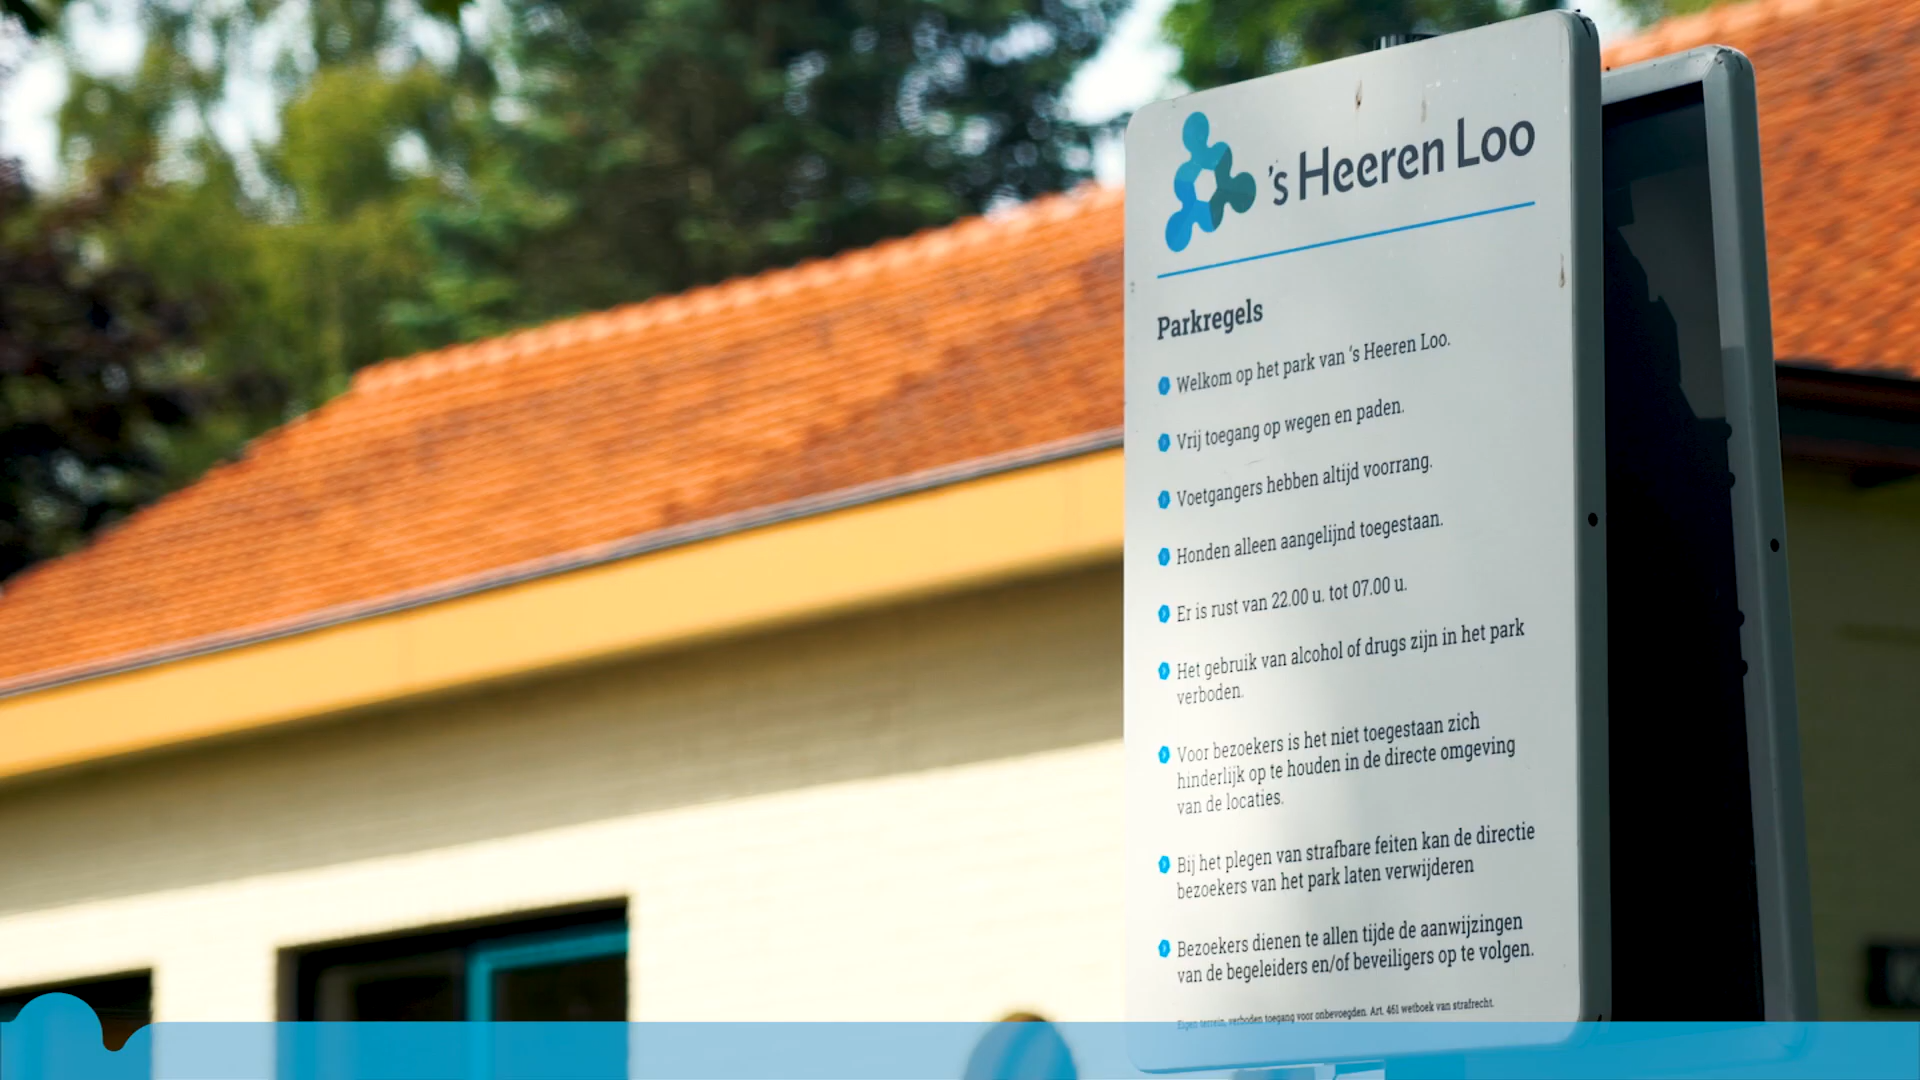 's Heeren Loo
Parkregels
Welkom op het park van 's Heeren Loo.
Vrij toegang op wegen en paden.
Voetgangers hebben altijd voorrang.
Honden alleen aangelijnd toegestaan.
Er is rust van 22.00 u. tot 07.00 u.
Het gebruik van alcohol of drugs zijn in het park
verboden.
Voor bezoekers is het niet toegestaan zich
hinderlijk op te houden in de directe omgeving
van de locaties.
Bij het plegen van strafbare feiten kan de directie
bezoekers van het park laten verwijderen
Bezoekers dienen te allen tijde de aanwijzingen
van de begeleiders en/of beveiligers op te volgen.
Eigen terrein, verboden toegang voor onbevoegden. Art. 461 wetboek van strafrecht.